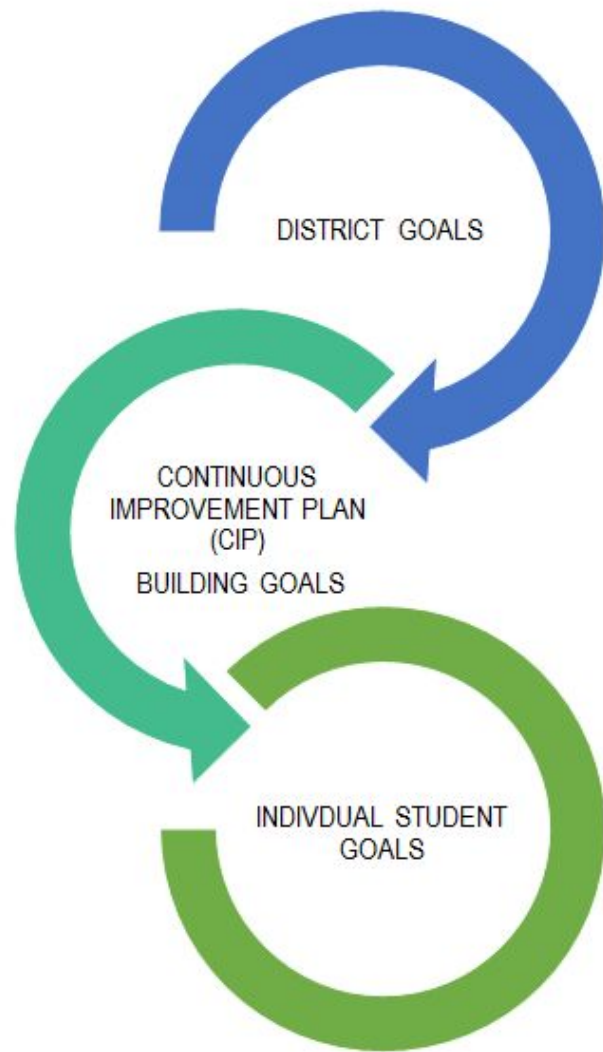 DISTRICT GOALS
CONTINUOUS
IMPROVEMENT PLAN
(CIP)
BUILDING GOALS
INDIVDUAL STUDENT
GOALS